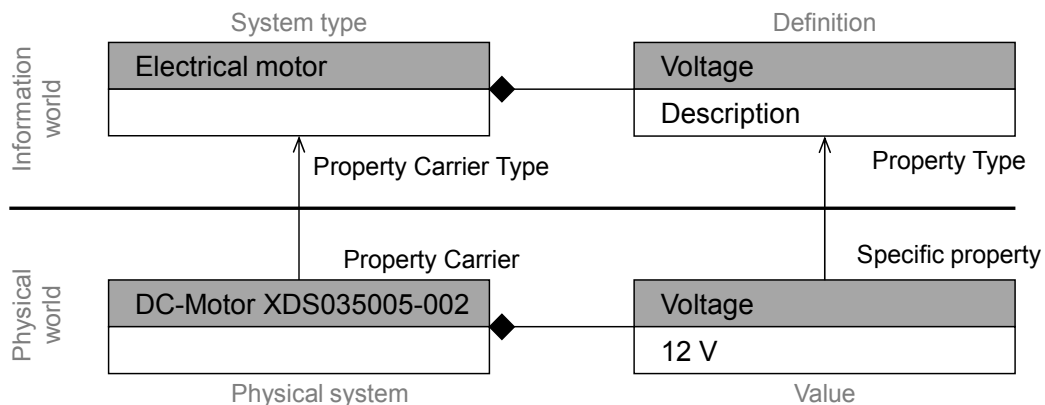 System type
Definition
Information
world
Electrical motor
Voltage
Description
Property Carrier Type
Property Type
Property Carrier
Specific property
Physical
world
DC-Motor XDS035005-002
Voltage
12 V
Physical system
Value